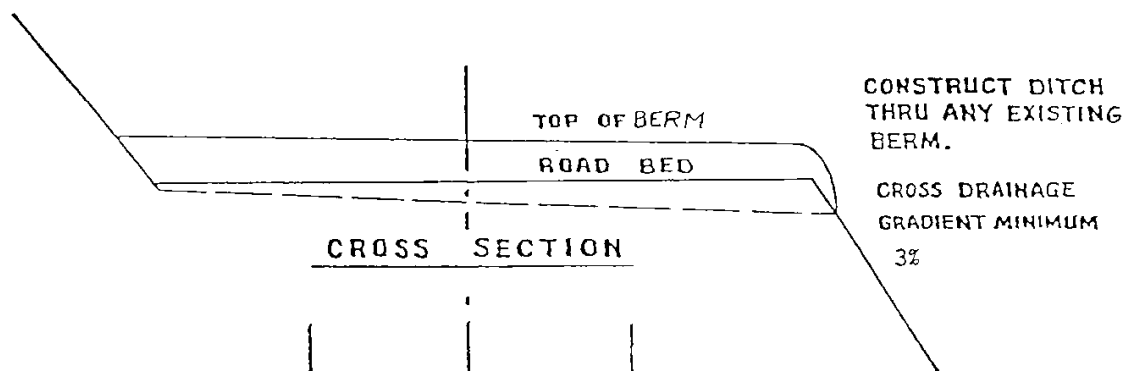 TOP OF BERM
ROAD BED
CROSS SECTION
CONSTRUCT DITCH
THRU ANY EXISTING
BERM.
CROSS DRAINAGE
GRADIENT MINIMUM
3%